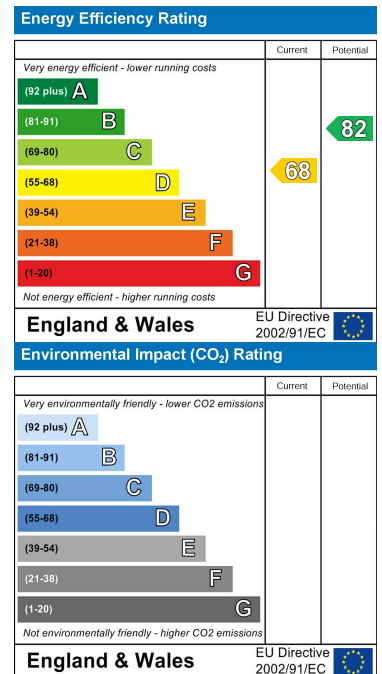 Energy Efficiency Rating
Current Potential
Very energy efficient - lower running costs
(92 plus) A
(81-91) B
82
(69-80) C
68
(55-68) D
(39-54) E
(21-38) F
(1-20) G
Not energy efficient - higher running costs
England & Wales
EU Directive
2002/91/EC
Environmental Impact (CO₂) Rating
Current Potential
Very environmentally friendly - lower CO2 emissions
(92 plus) A
(81-91) B
(69-80) C
(55-68) D
(39-54) E
(21-38) F
(1-20) G
Not environmentally friendly - higher CO2 emissions
England & Wales
EU Directive
2002/91/EC